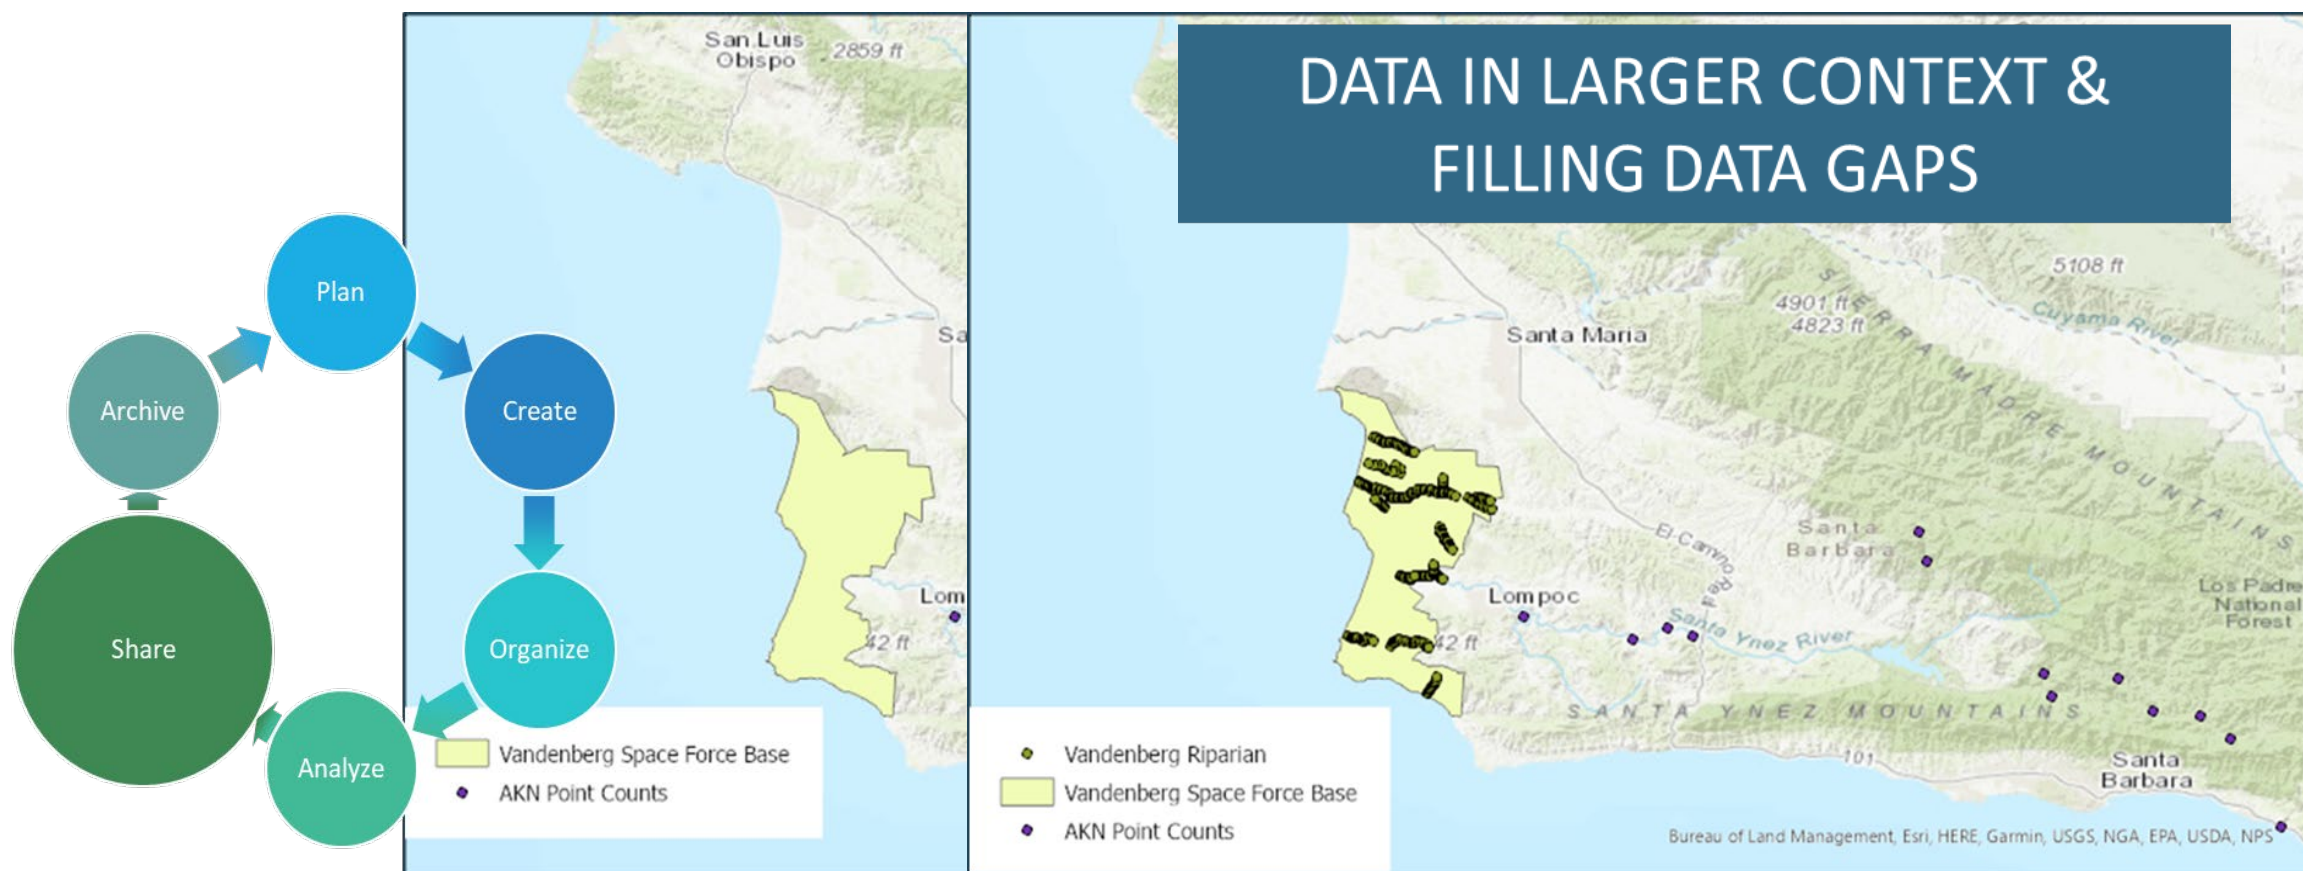 DATA IN LARGER CONTEXT &
FILLING DATA GAPS
Plan
Create
Organize
Analyze
Share
Archive
San Luis
Obispo
2859 ft
Sa
Lom
42 ft
Vandenberg Space Force Base
AKN Point Counts
5108 ft
4901 ft
4823 ft
Cuyama River
SIERRA MADRE MOUNTAINS
Santa Maria
El Camino Real
Santa
Barbara
Los Padre
National
Forest
Lompoc
Santa Ynez River
42 ft
SANTA YNEZ MOUNTAINS
101
Santa
Barbara
Vandenberg Riparian
Vandenberg Space Force Base
AKN Point Counts
Bureau of Land Management, Esri, HERE, Garmin, USGS, NGA, EPA, USDA, NPS